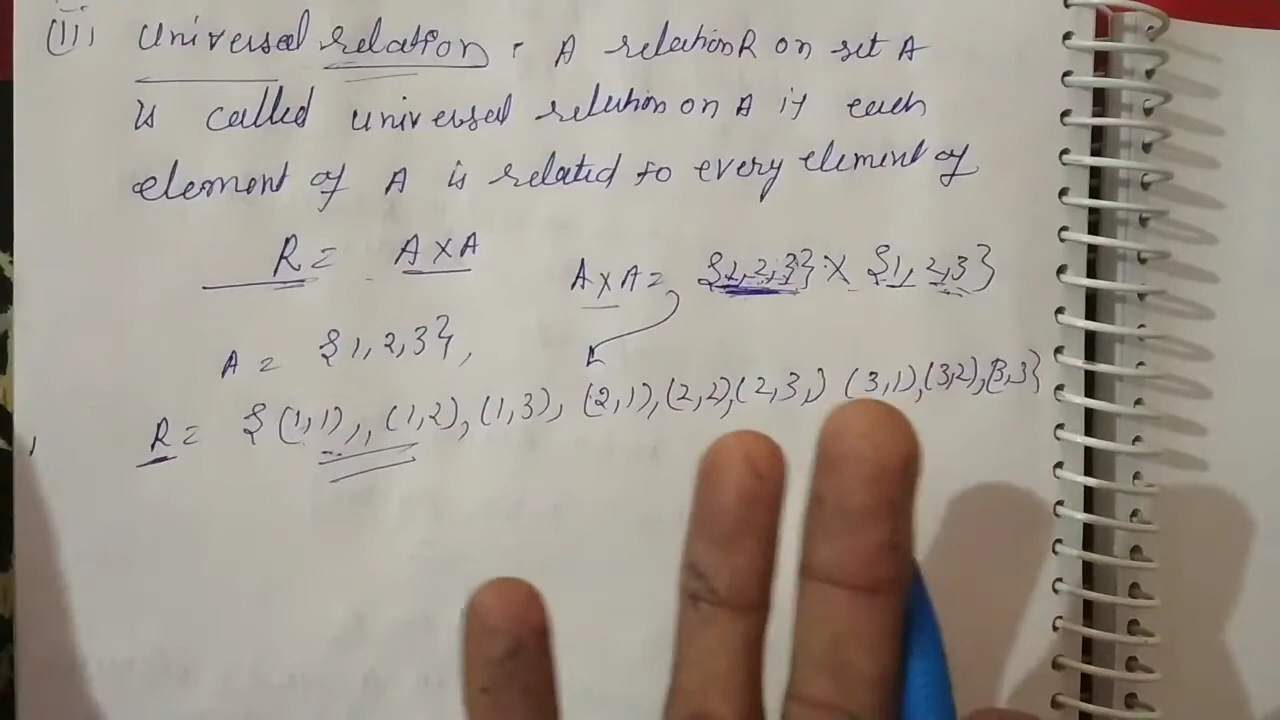 (ii) Universal relation : A relation R on set A
is called universal relation on A if each
element of A is related to every element of
R = A X A
A X A = {1, 2, 3} X {1, 2, 3}
A = {1, 2, 3},
R = {(1,1),, (1,2), (1,3), (2,1), (2,2), (2,3,) (3,1), (3,2), (3,3}